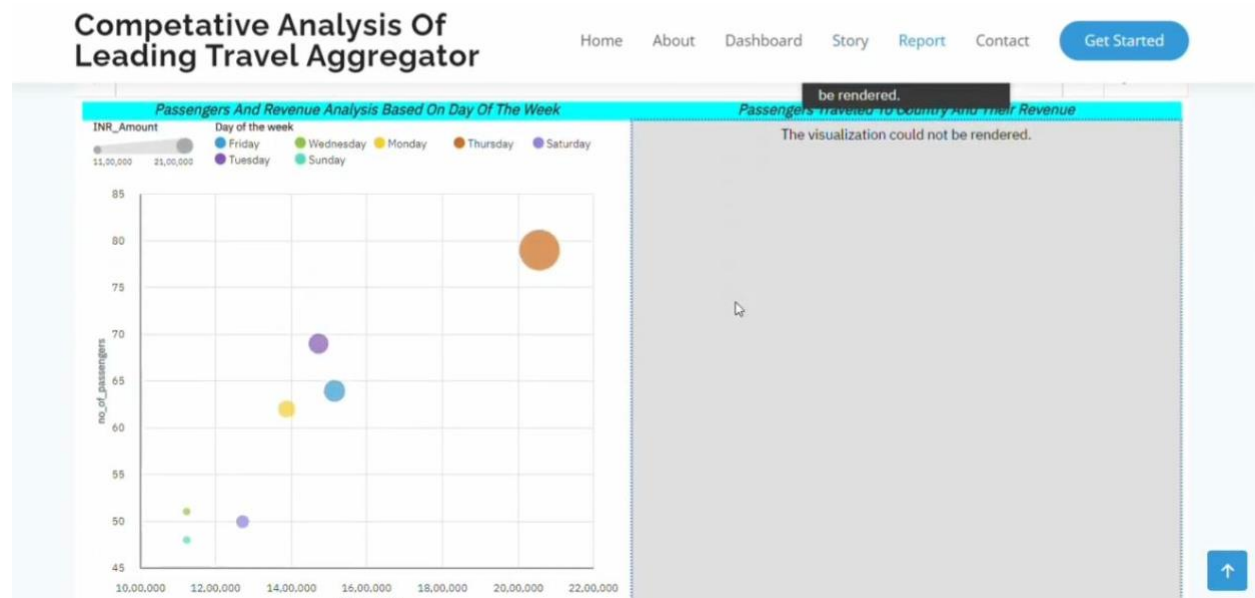 Competative Analysis Of
Leading Travel Aggregator
Home About Dashboard Story Report Contact Get Started
be rendered.
Passengers And Revenue Analysis Based On Day Of The Week
Passengers Traveled To Country And Their Revenue
The visualization could not be rendered.
INR_Amount
11,00,000 21,00,000
Day of the week
Friday Wednesday Monday Thursday Saturday
Tuesday Sunday
no_of_passengers
85
80
75
70
65
60
55
50
45
10,00,000 12,00,000 14,00,000 16,00,000 18,00,000 20,00,000 22,00,000